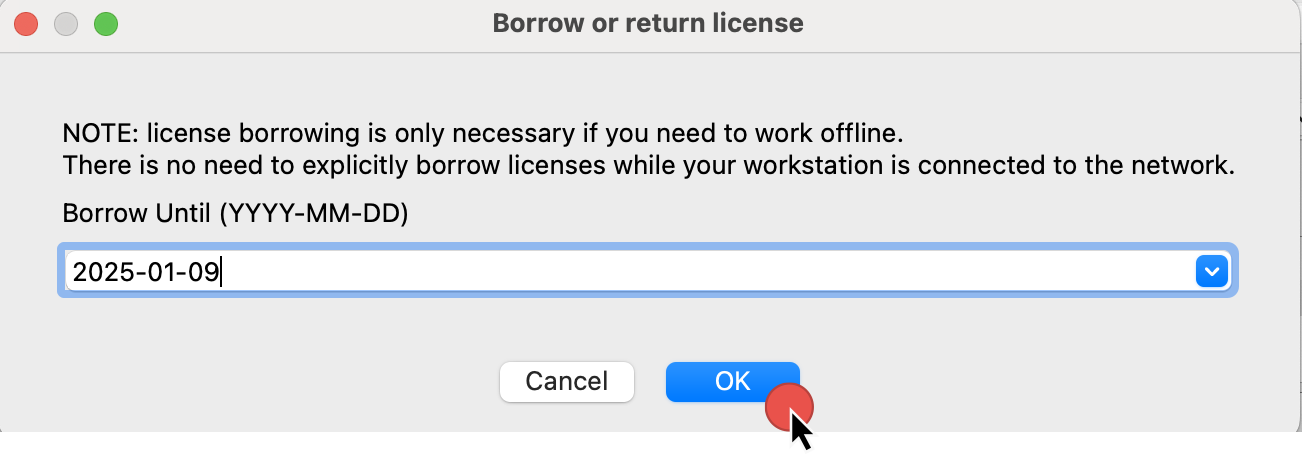 Borrow or return license
NOTE: license borrowing is only necessary if you need to work offline.
There is no need to explicitly borrow licenses while your workstation is connected to the network.
Borrow Until (YYYY-MM-DD)
2025-01-09
Cancel OK